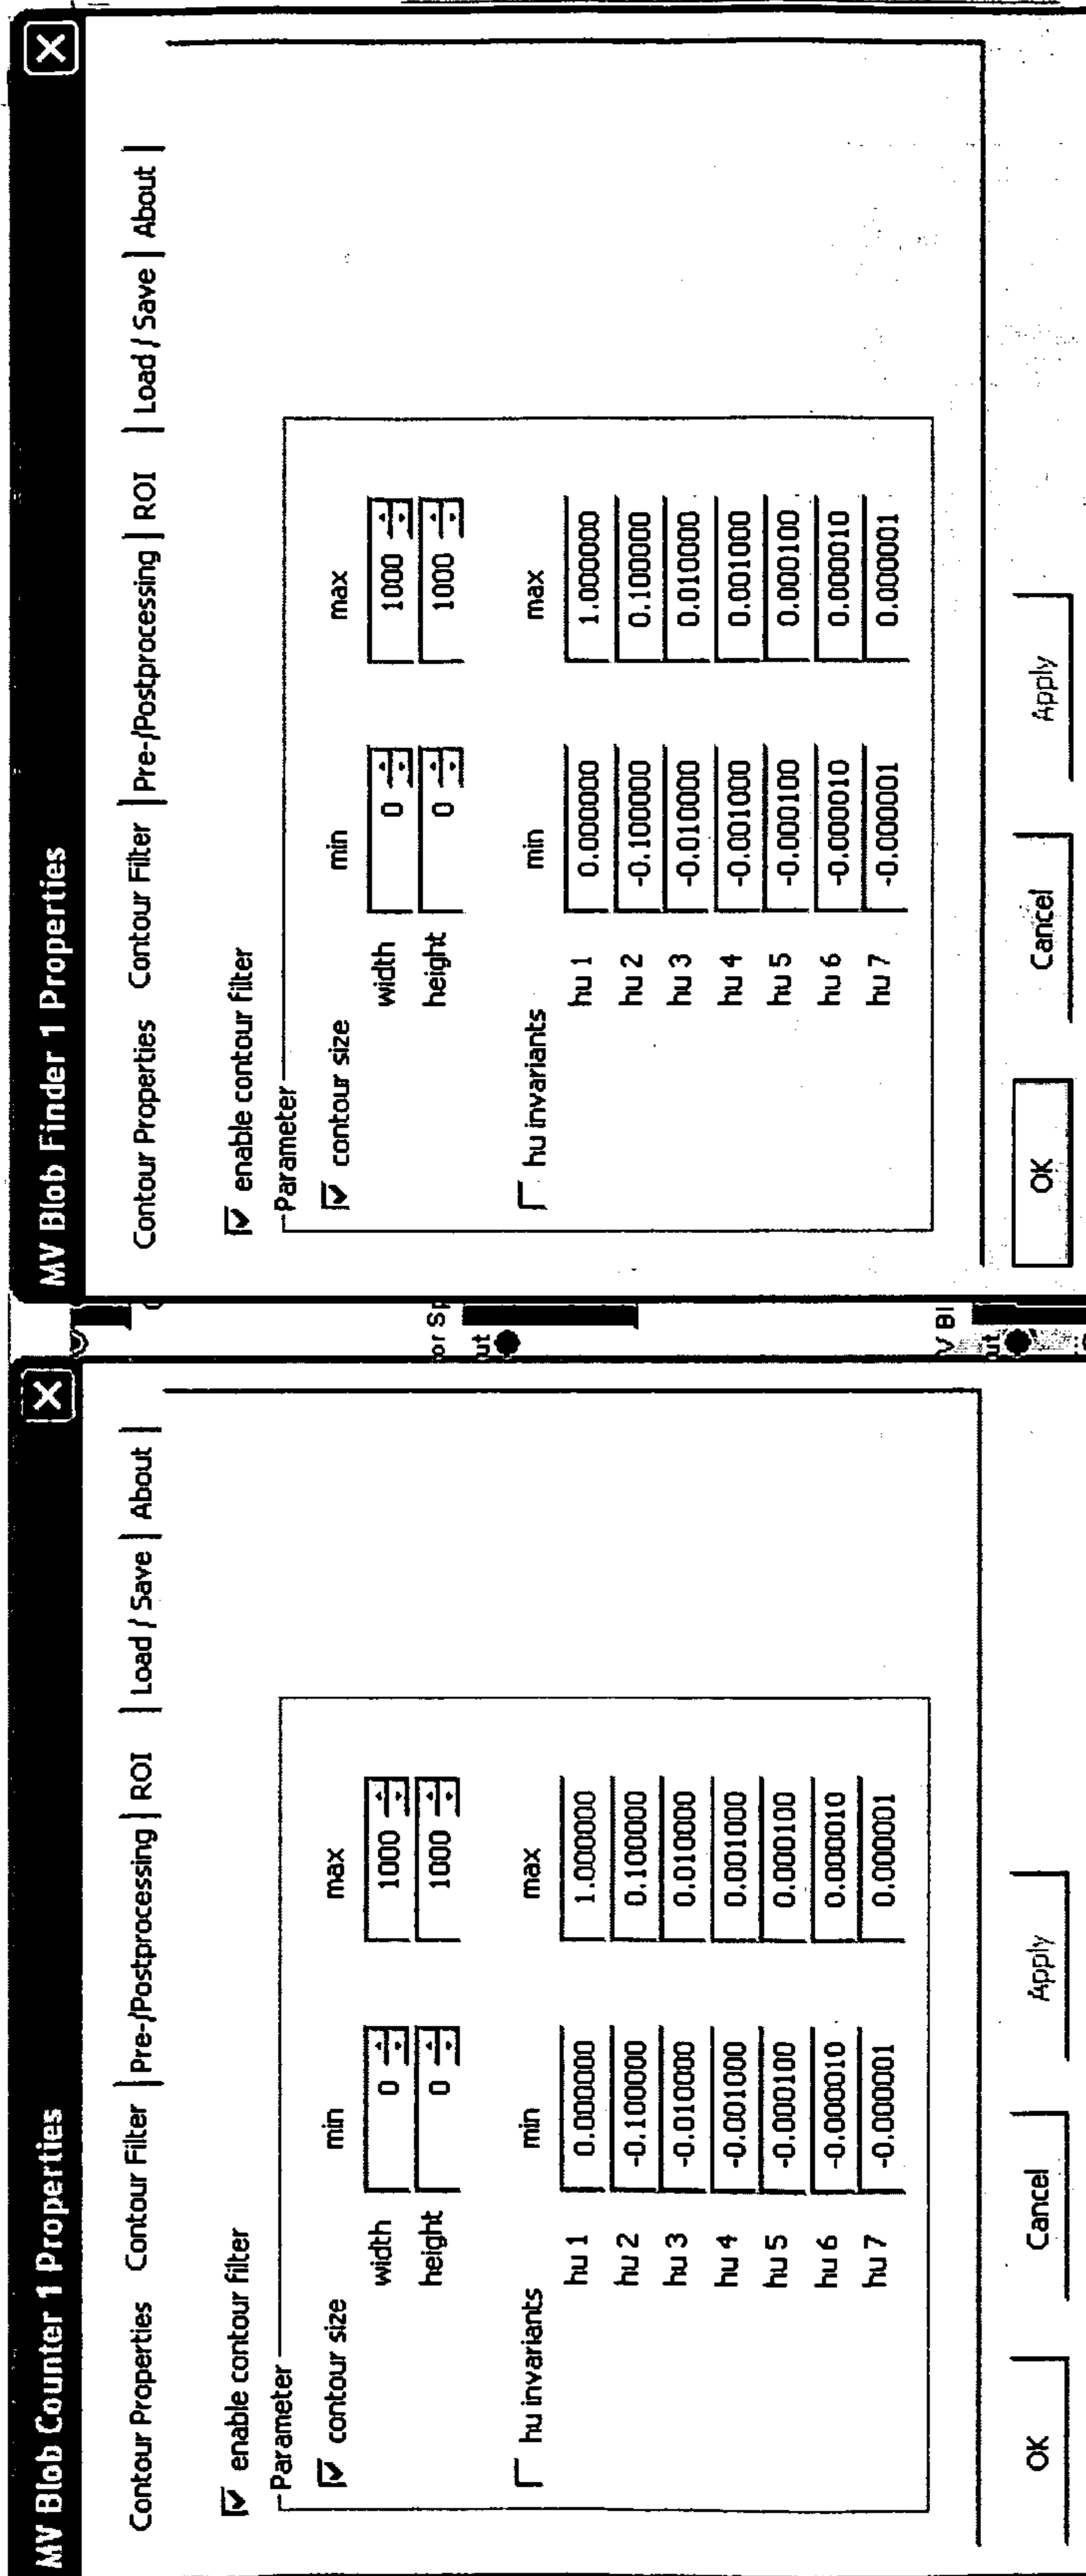 MV Blob Counter 1 Properties
Contour Properties Contour Filter Pre-/Postprocessing ROI Load / Save About
enable contour filter
Parameter
contour size min max
width 0 1000
height 0 1000
hu invariants min max
hu 1 0.000000 1.000000
hu 2 -0.100000 0.100000
hu 3 -0.010000 0.010000
hu 4 -0.001000 0.001000
hu 5 -0.000100 0.000100
hu 6 -0.000010 0.000010
hu 7 -0.000001 0.000001
OK Cancel Apply
or Sp
ut
V Bl
ut
MV Blob Finder 1 Properties
Contour Properties Contour Filter Pre-/Postprocessing ROI Load / Save About
enable contour filter
Parameter
contour size min max
width 0 1000
height 0 1000
hu invariants min max
hu 1 0.000000 1.000000
hu 2 -0.100000 0.100000
hu 3 -0.010000 0.010000
hu 4 -0.001000 0.001000
hu 5 -0.000100 0.000100
hu 6 -0.000010 0.000010
hu 7 -0.000001 0.000001
OK Cancel Apply